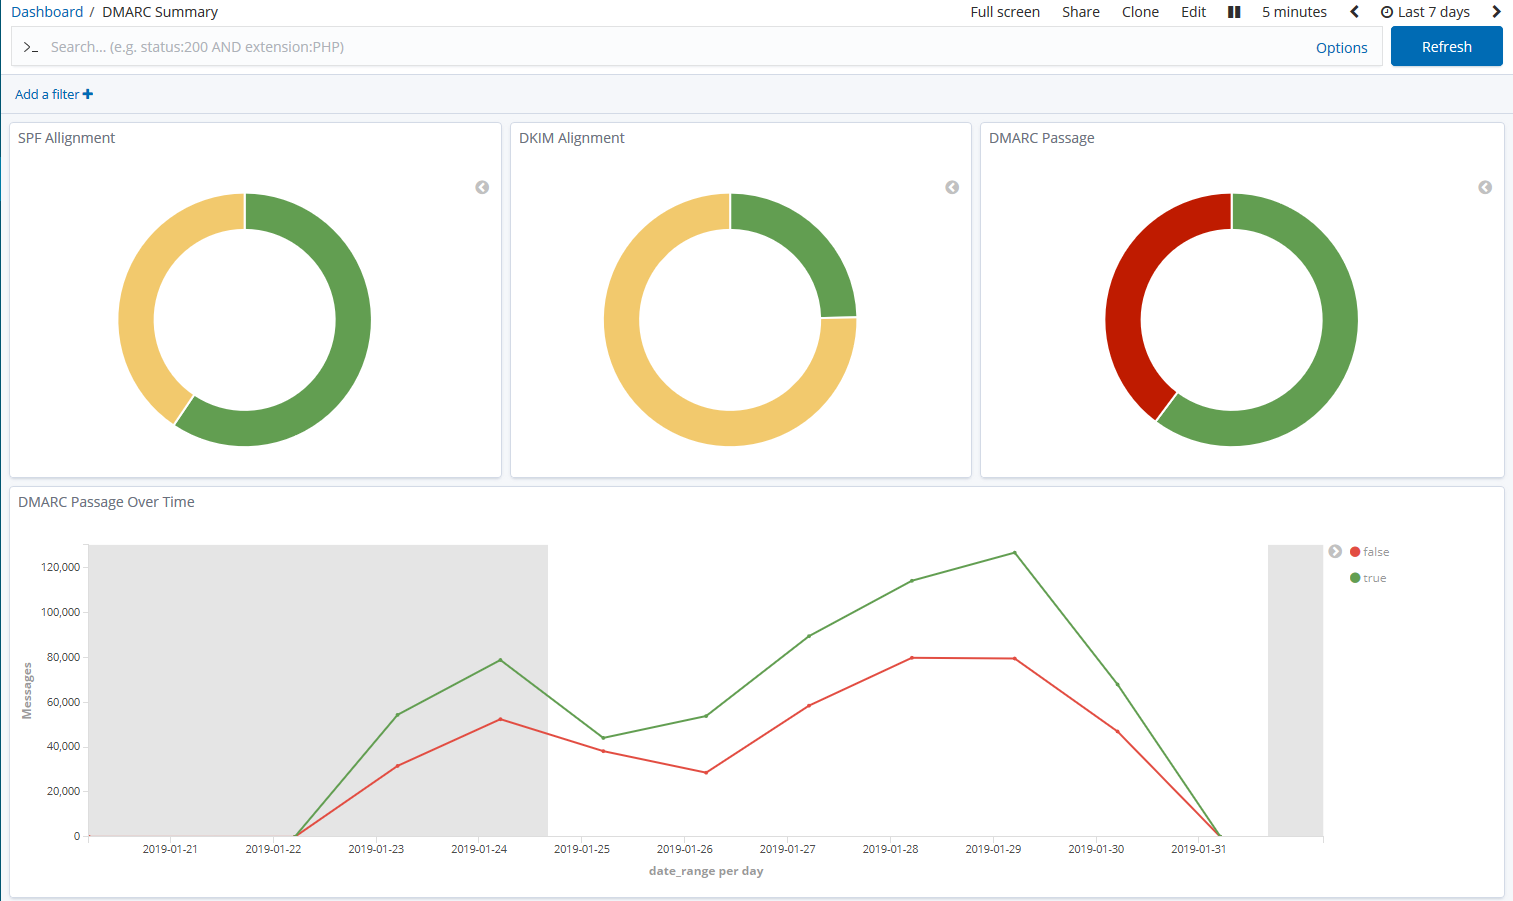 Dashboard / DMARC Summary
Full screen Share Clone Edit 5 minutes Last 7 days
>_ Search... (e.g. status:200 AND extension:PHP) Options Refresh
Add a filter +
SPF Allignment
DKIM Alignment
DMARC Passage
DMARC Passage Over Time
120,000
100,000
80,000
60,000
40,000
20,000
0
Messages
2019-01-21 2019-01-22 2019-01-23 2019-01-24 2019-01-25 2019-01-26 2019-01-27 2019-01-28 2019-01-29 2019-01-30 2019-01-31
date_range per day
false
true